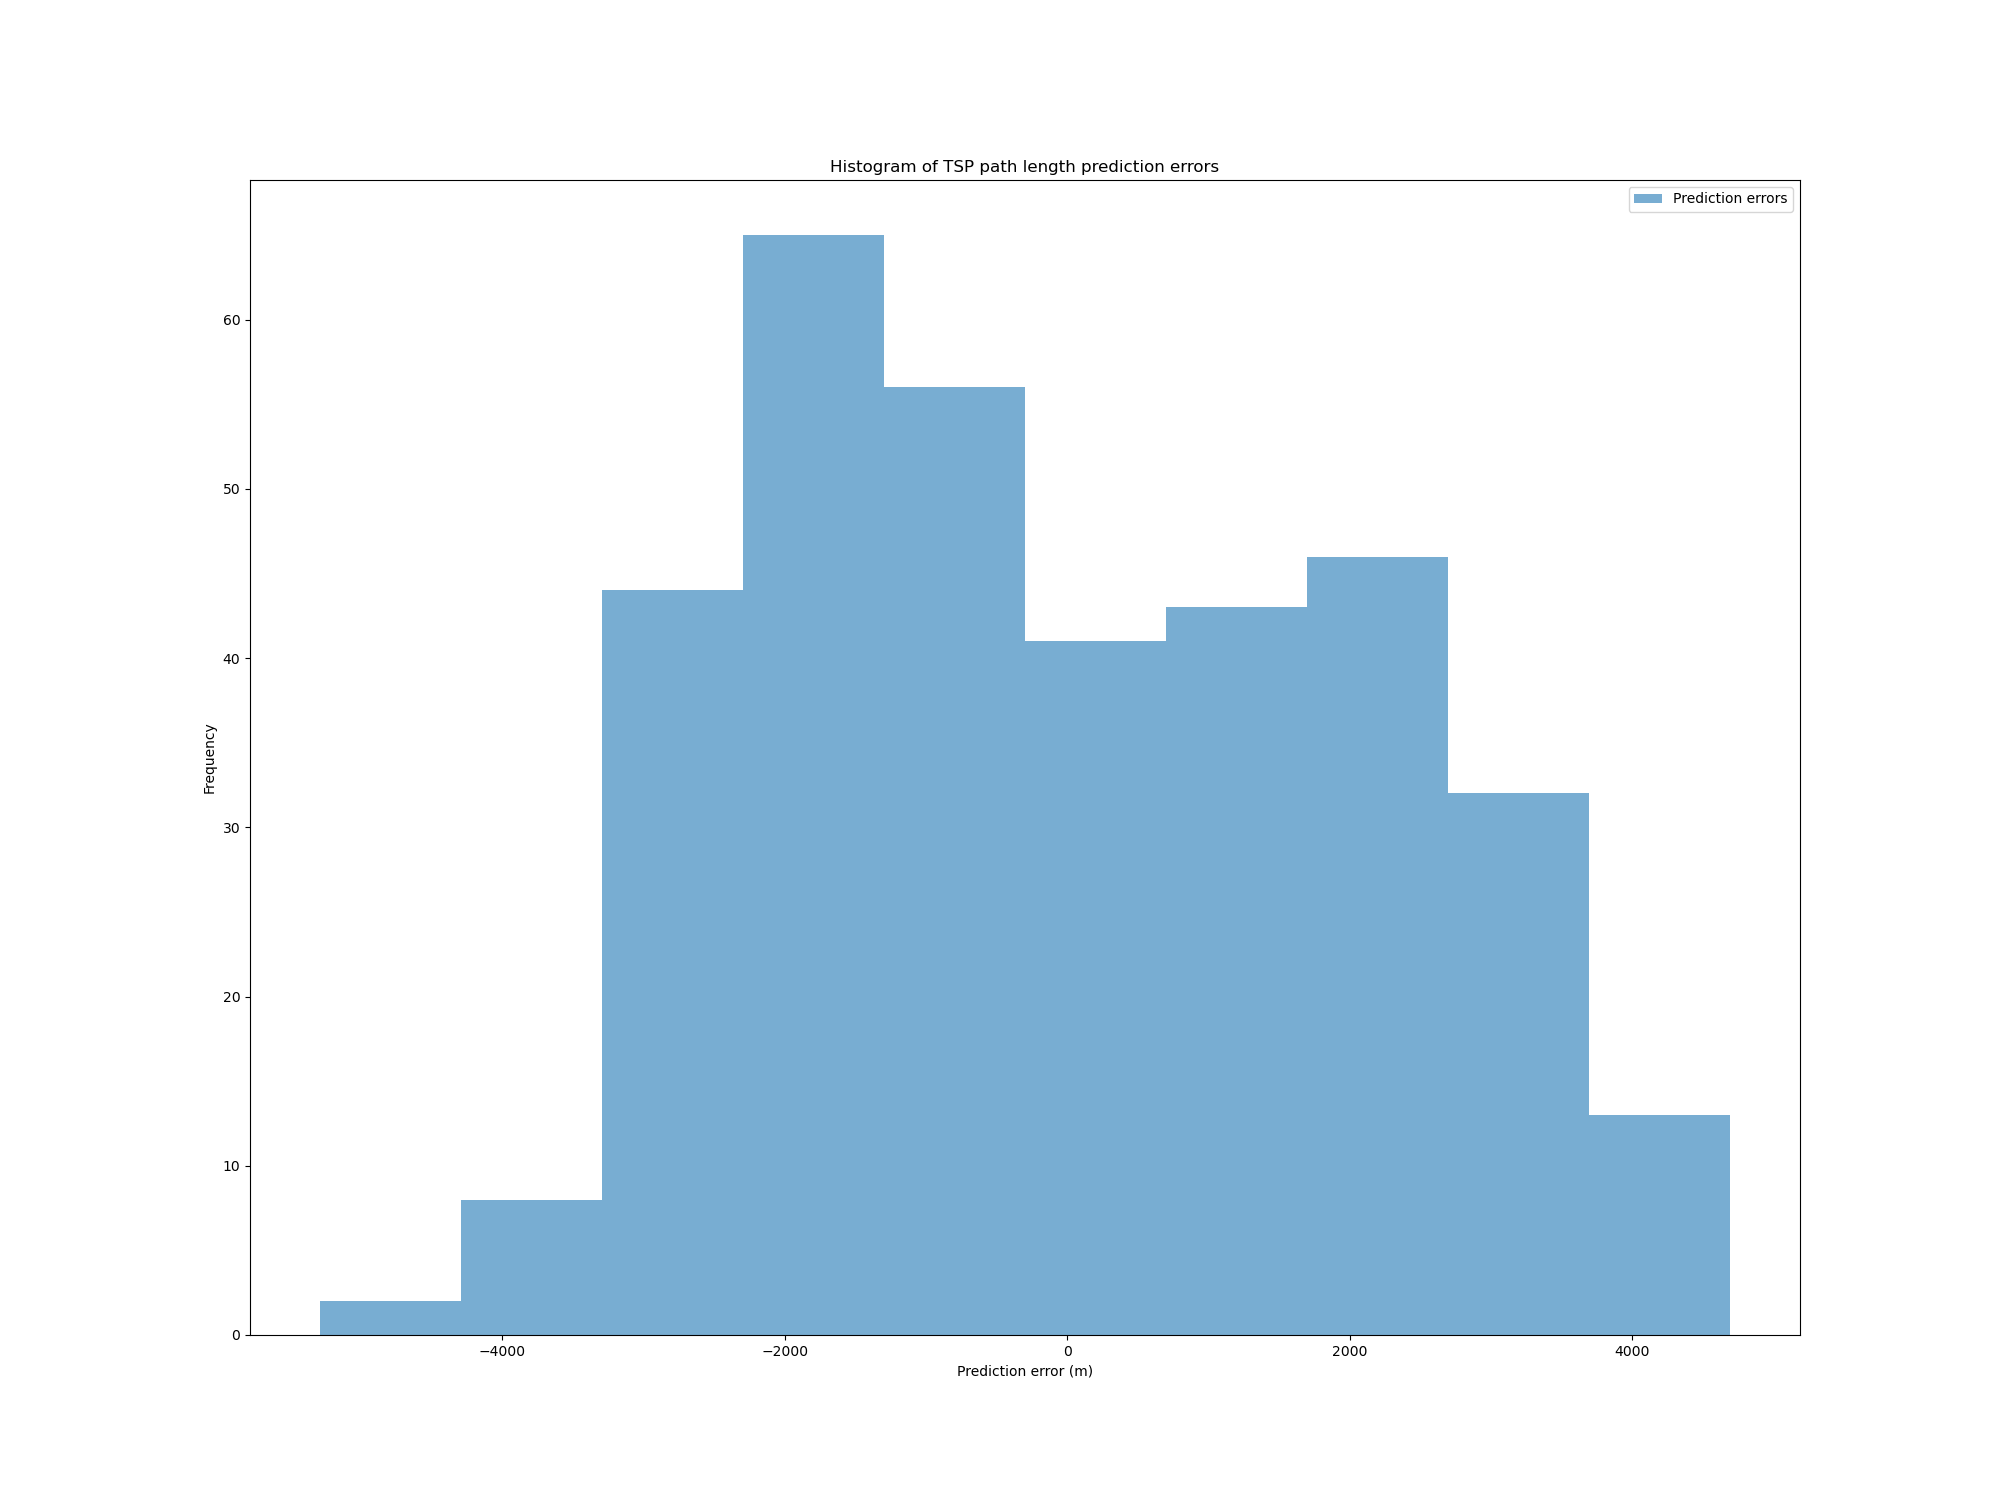 Histogram of TSP path length prediction errors
Prediction errors
60
50
40
30
20
10
0
Frequency
−4000 −2000 0 2000 4000
Prediction error (m)